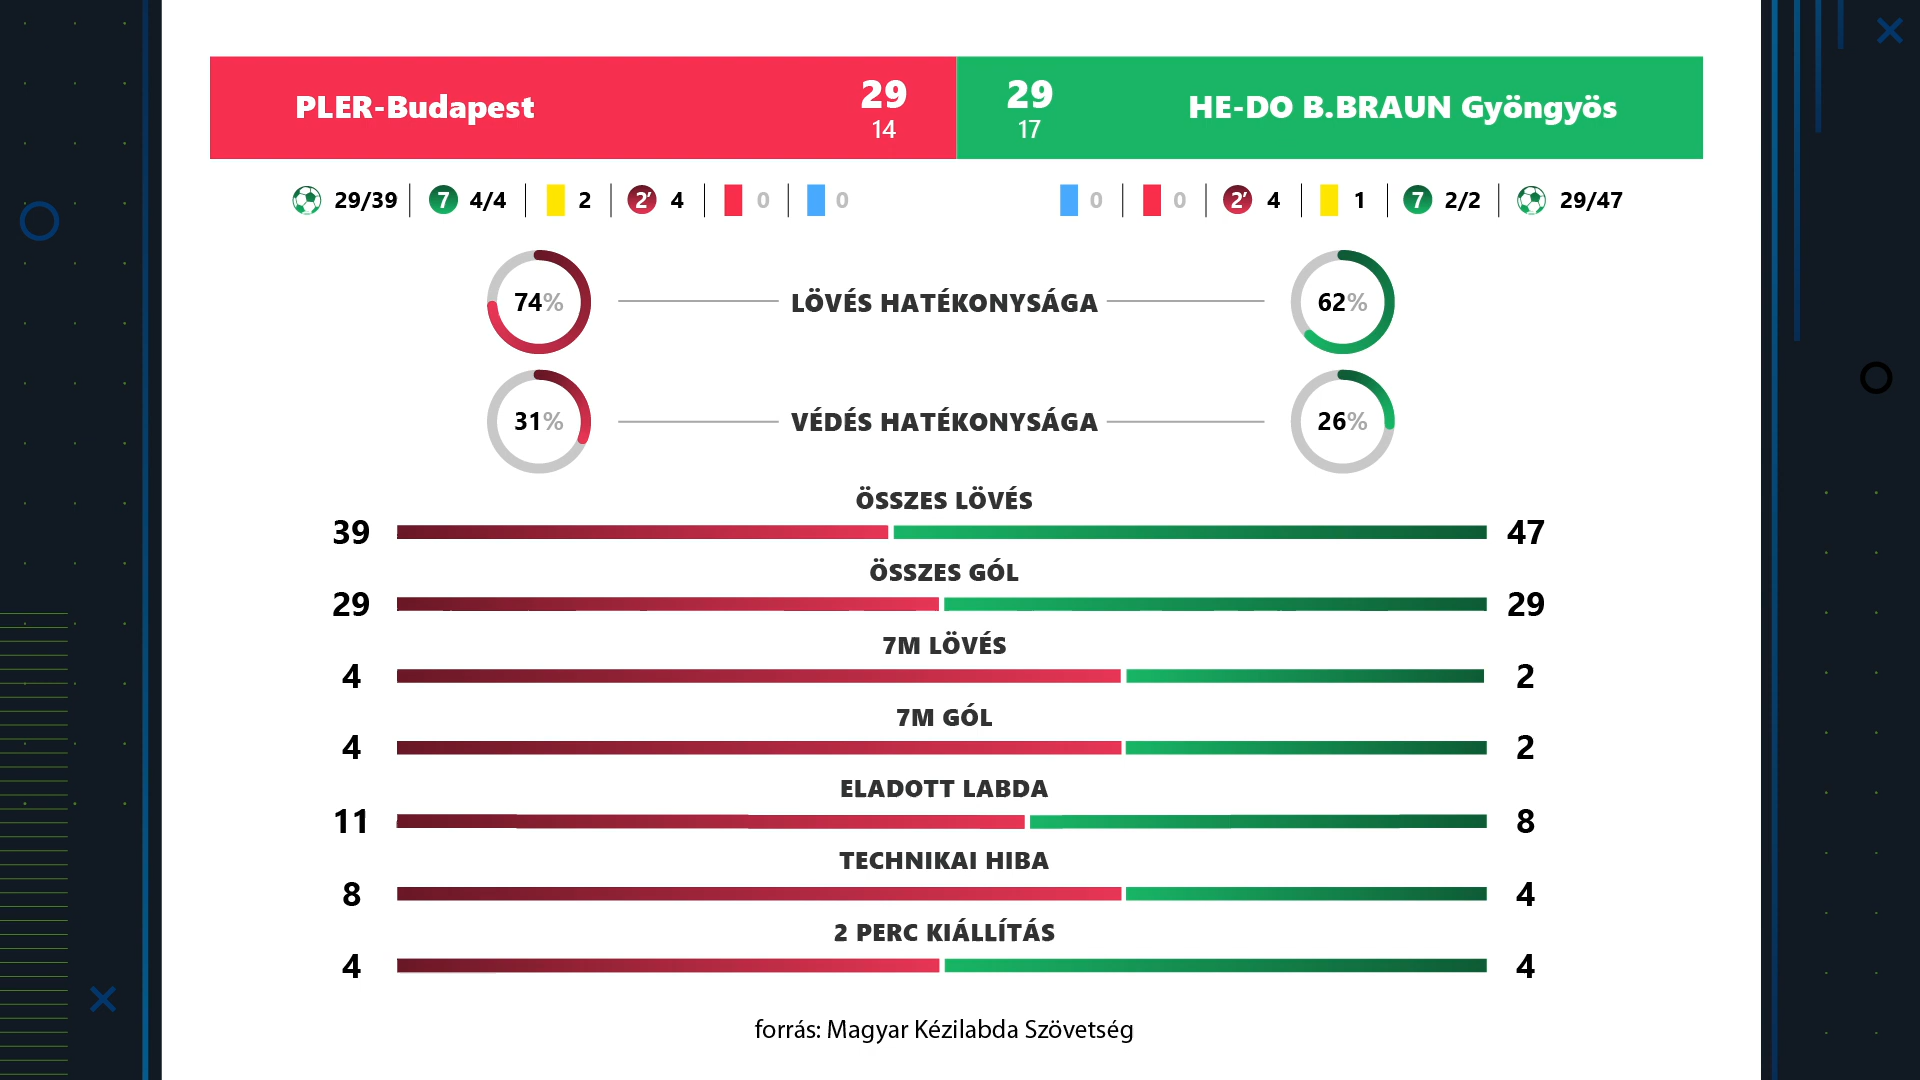 PLER-Budapest 29 29 HE-DO B.BRAUN Gyöngyös
14 17
29/39 7 4/4 2 2' 4 0 0 0 0 2' 4 1 7 2/2 29/47
74% LÖVÉS HATÉKONYSÁGA 62%
31% VÉDÉS HATÉKONYSÁGA 26%
ÖSSZES LÖVÉS
39 47
ÖSSZES GÓL
29 29
7M LÖVÉS
4 2
7M GÓL
4 2
ELADOTT LABDA
11 8
TECHNIKAI HIBA
8 4
2 PERC KIÁLLÍTÁS
4 4
forrás: Magyar Kézilabda Szövetség